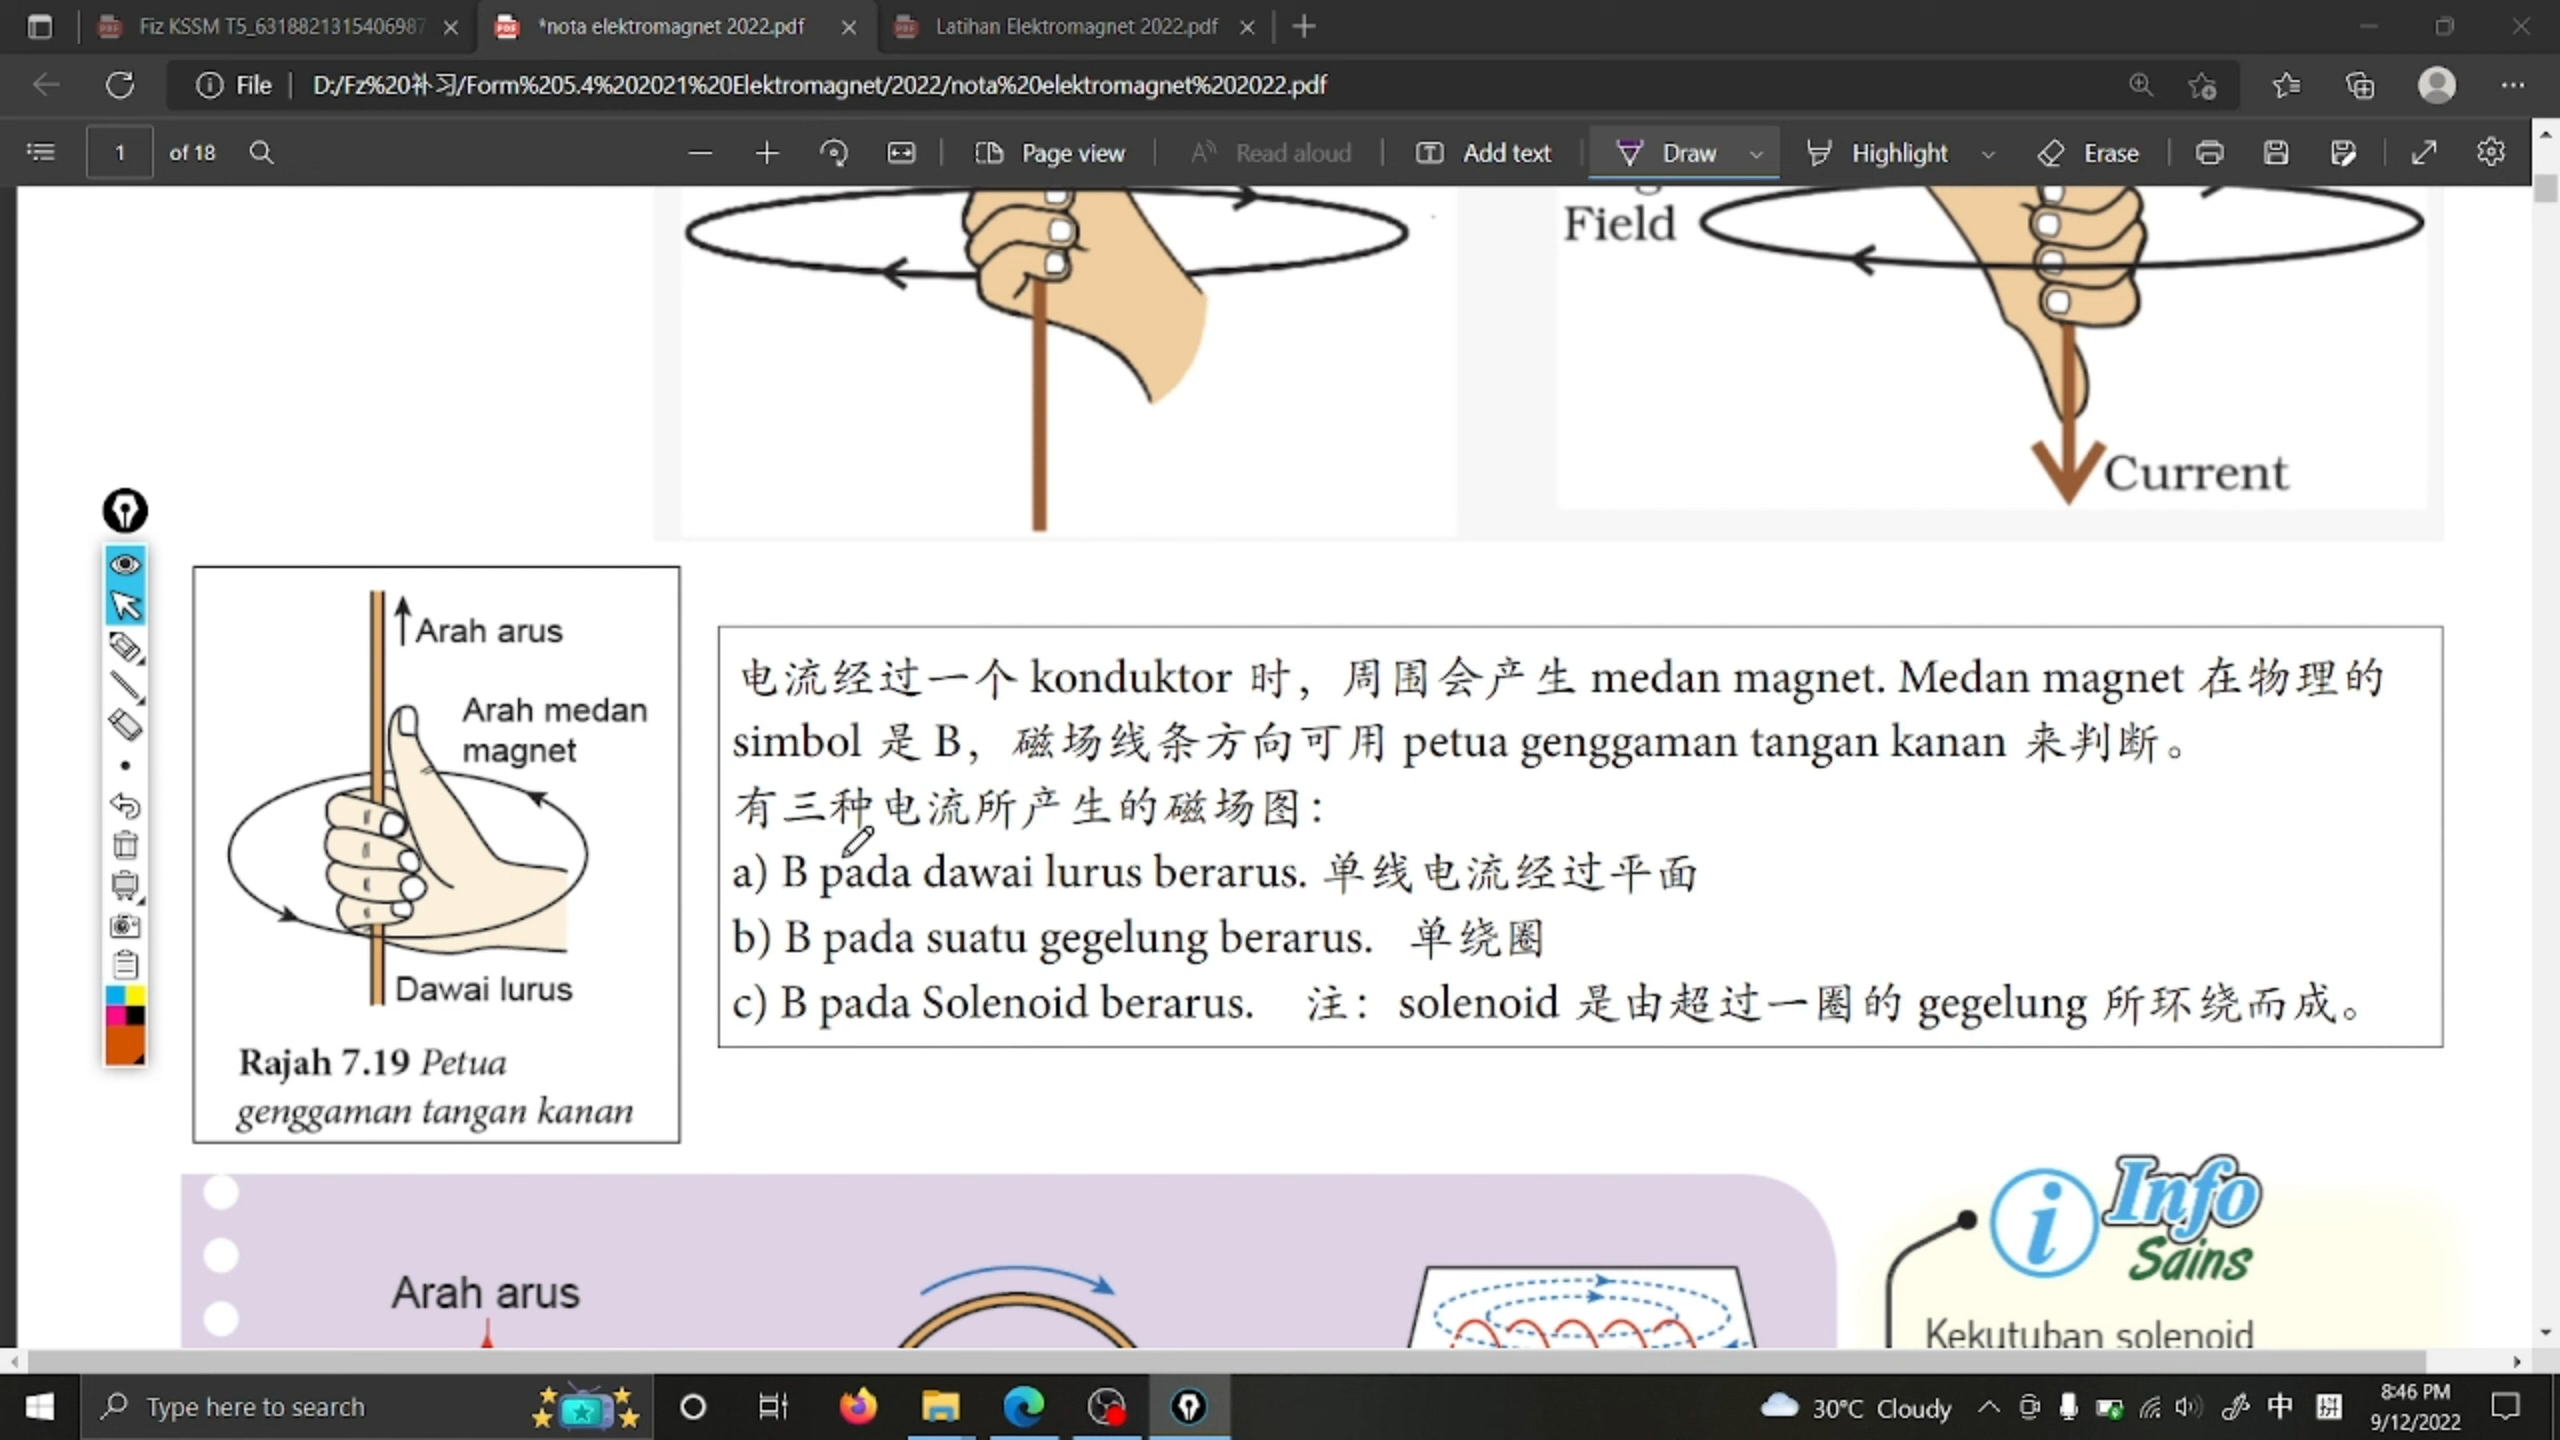 Fiz KSSM T5_6318821315406987
*nota elektromagnet 2022.pdf
Latihan Elektromagnet 2022.pdf
File
D:/Fz%20补习/Form%205.4%202021%20Elektromagnet/2022/nota%20elektromagnet%202022.pdf
1 of 18
Page view
Read aloud
Add text
Draw
Highlight
Erase
Field
Current
Arah arus
Arah medan
magnet
Dawai lurus
Rajah 7.19 Petua
genggaman tangan kanan
电流经过一个 konduktor 时，周围会产生 medan magnet. Medan magnet 在物理的
simbol 是 B，磁场线条方向可用 petua genggaman tangan kanan 来判断。
有三种电流所产生的磁场图：
a) B pada dawai lurus berarus. 单线电流经过平面
b) B pada suatu gegelung berarus. 单绕圈
c) B pada Solenoid berarus. 注：solenoid 是由超过一圈的 gegelung 所环绕而成。
Arah arus
Info
Sains
Kekutuban solenoid
Type here to search
30°C Cloudy
中
拼
8:46 PM
9/12/2022